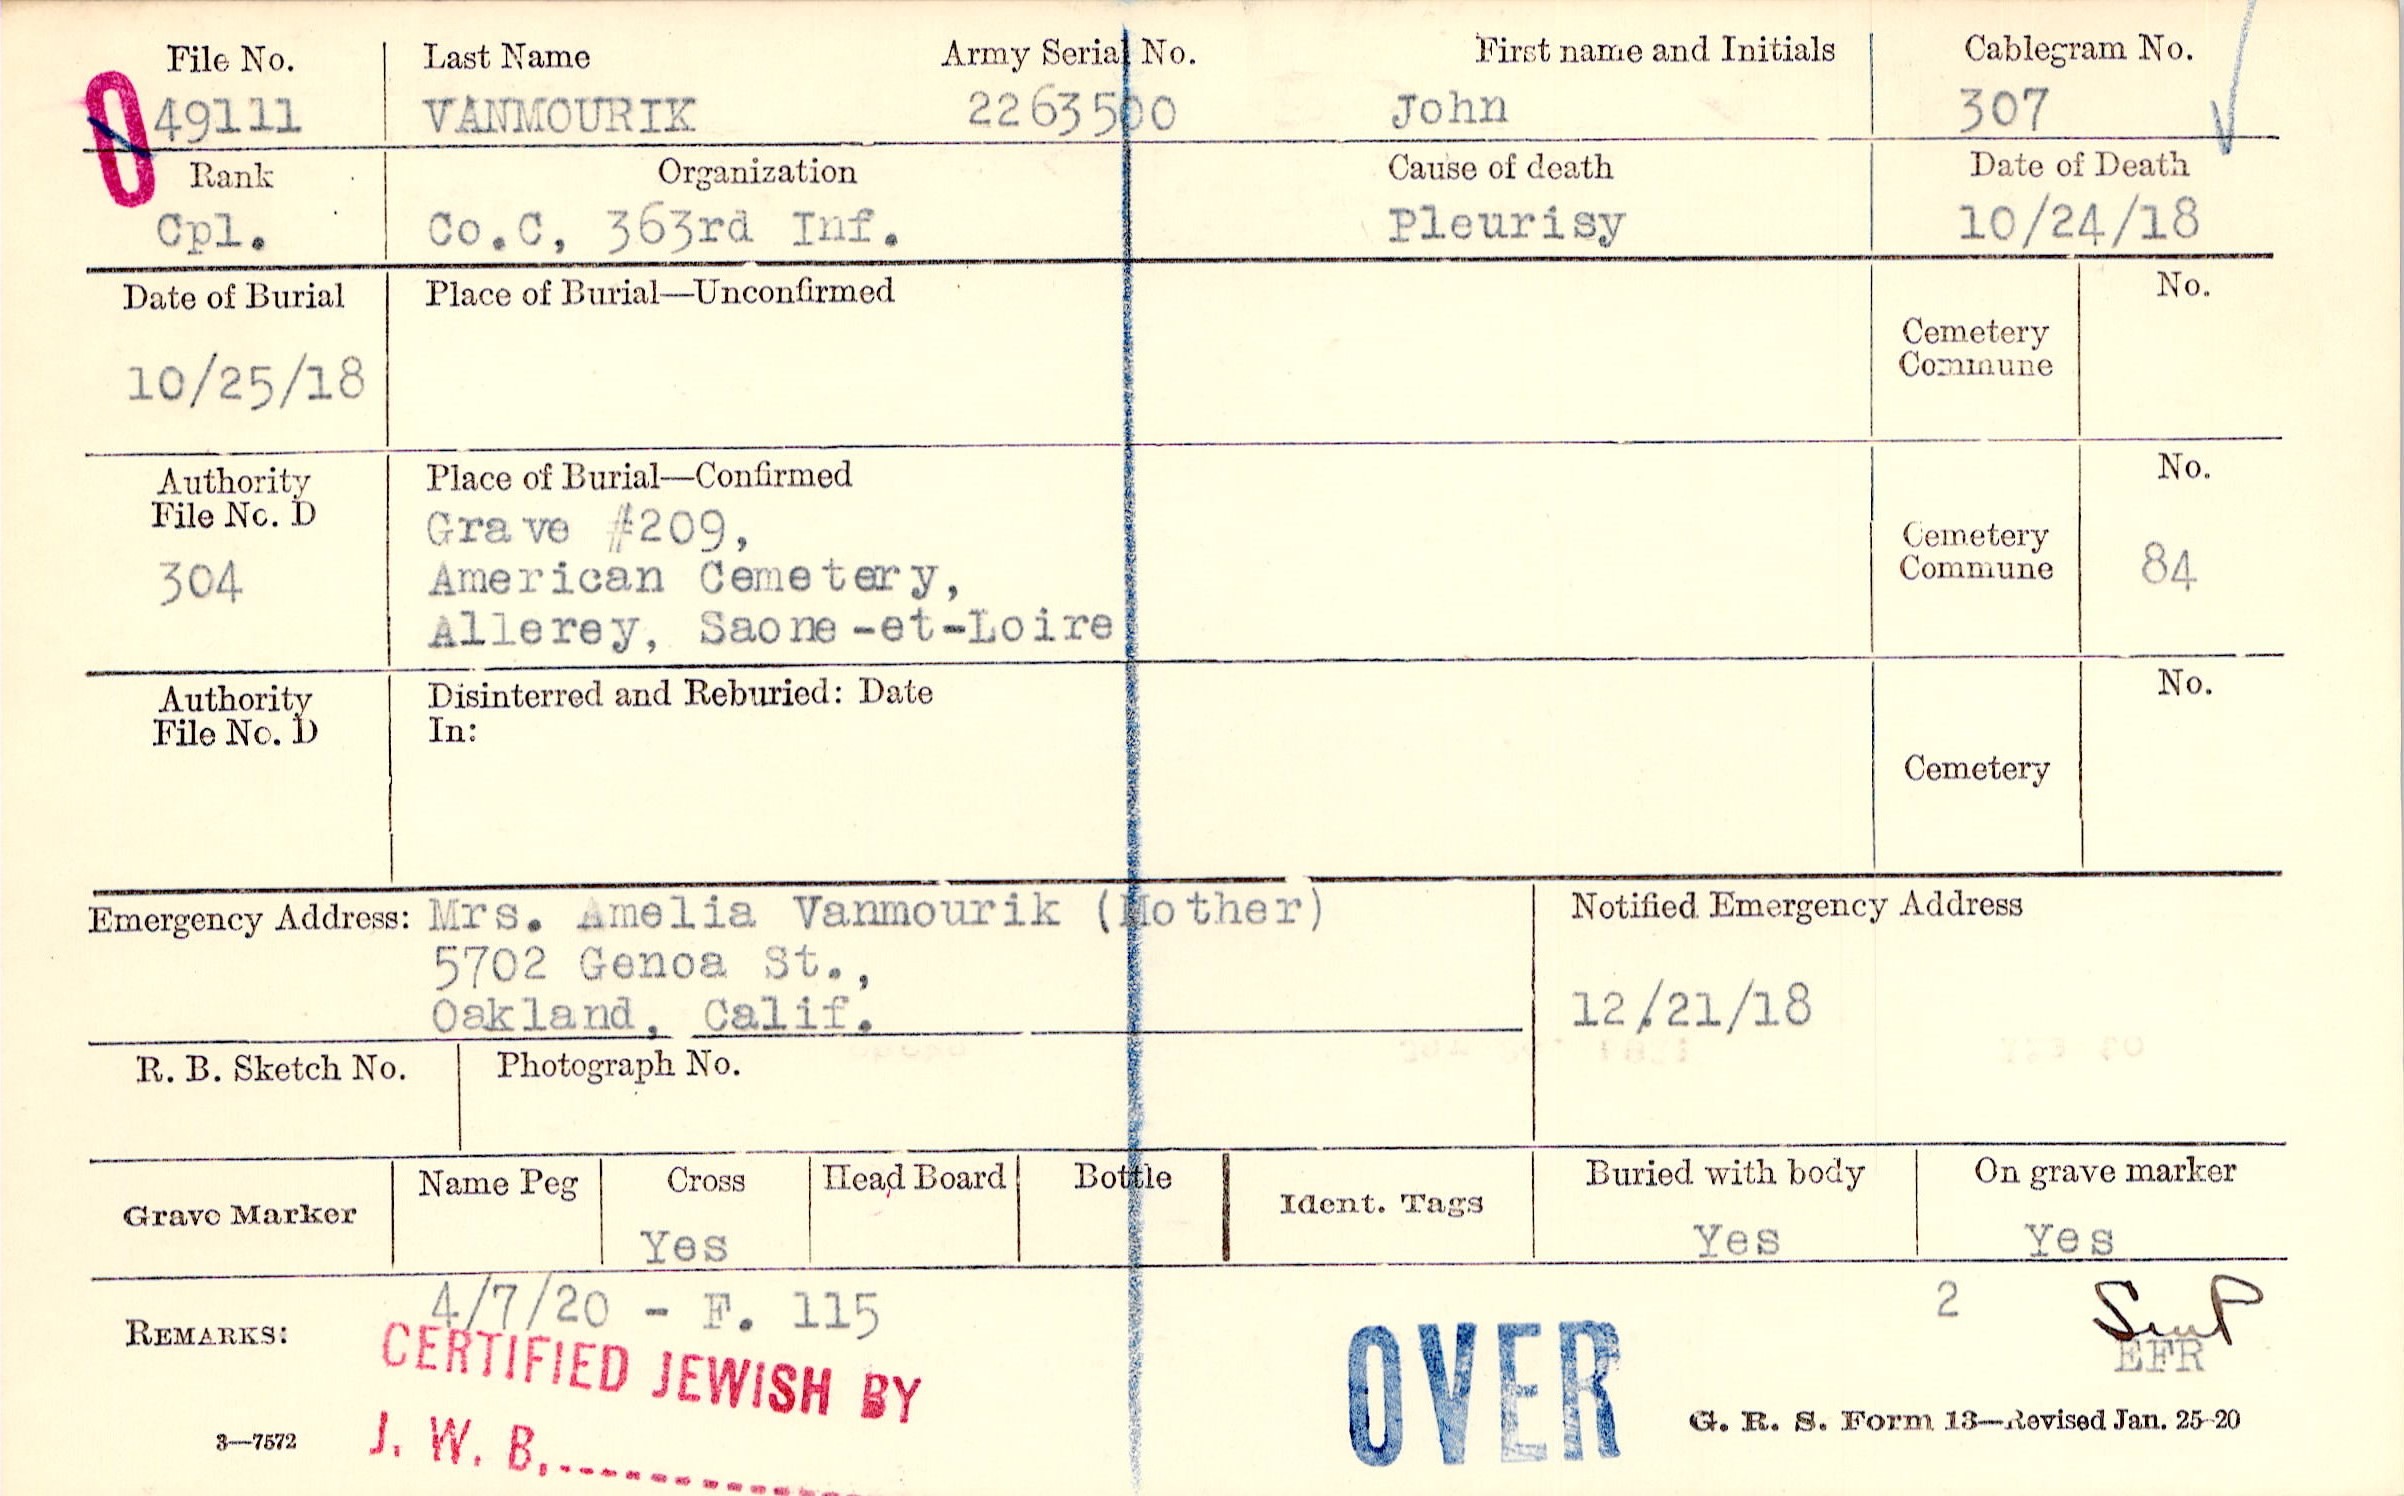 File No. Last Name Army Serial No. First name and Initials Cablegram No.
0 49111 VANMOURIK 2263500 John 307
Rank Organization Cause of death Date of Death
Cpl. Co.C, 363rd Inf. Pleurisy 10/24/18
Date of Burial Place of Burial—Unconfirmed No.
Cemetery
Commune
10/25/18
Authority Place of Burial—Confirmed No.
File No. D Grave #209,
Cemetery
304 American Cemetery, Commune 84
Allerey, Saone-et-Loire
Authority Disinterred and Reburied: Date No.
File No. D In:
Cemetery
Emergency Address: Mrs. Amelia Vanmourik (Mother) Notified Emergency Address
5702 Genoa St.,
Oakland, Calif. 12/21/18
R. B. Sketch No. Photograph No.
Name Peg Cross Head Board Bottle Buried with body On grave marker
Grave Marker Ident. Tags
Yes Yes Yes
4/7/20 - F. 115 2
REMARKS: EFR
CERTIFIED JEWISH BY
J. W. B.
OVER
3—7572 G. R. S. Form 13—Revised Jan. 25-20